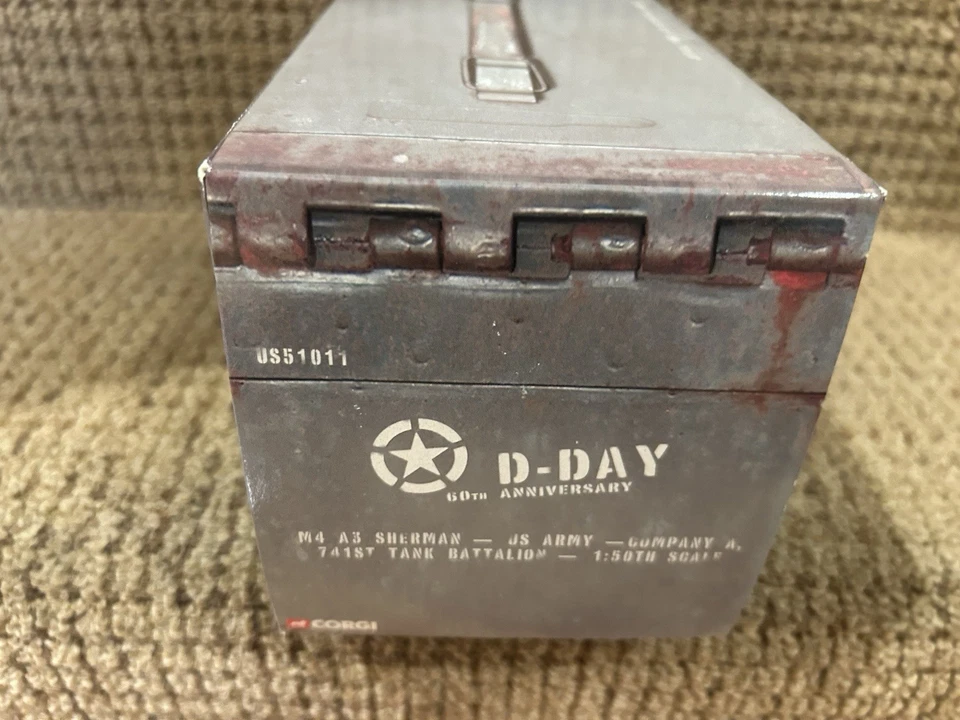 US51011
D-DAY
60TH ANNIVERSARY
M4 A3 SHERMAN — US ARMY — COMPANY A,
741ST TANK BATTALION — 1:50TH SCALE
CORGI